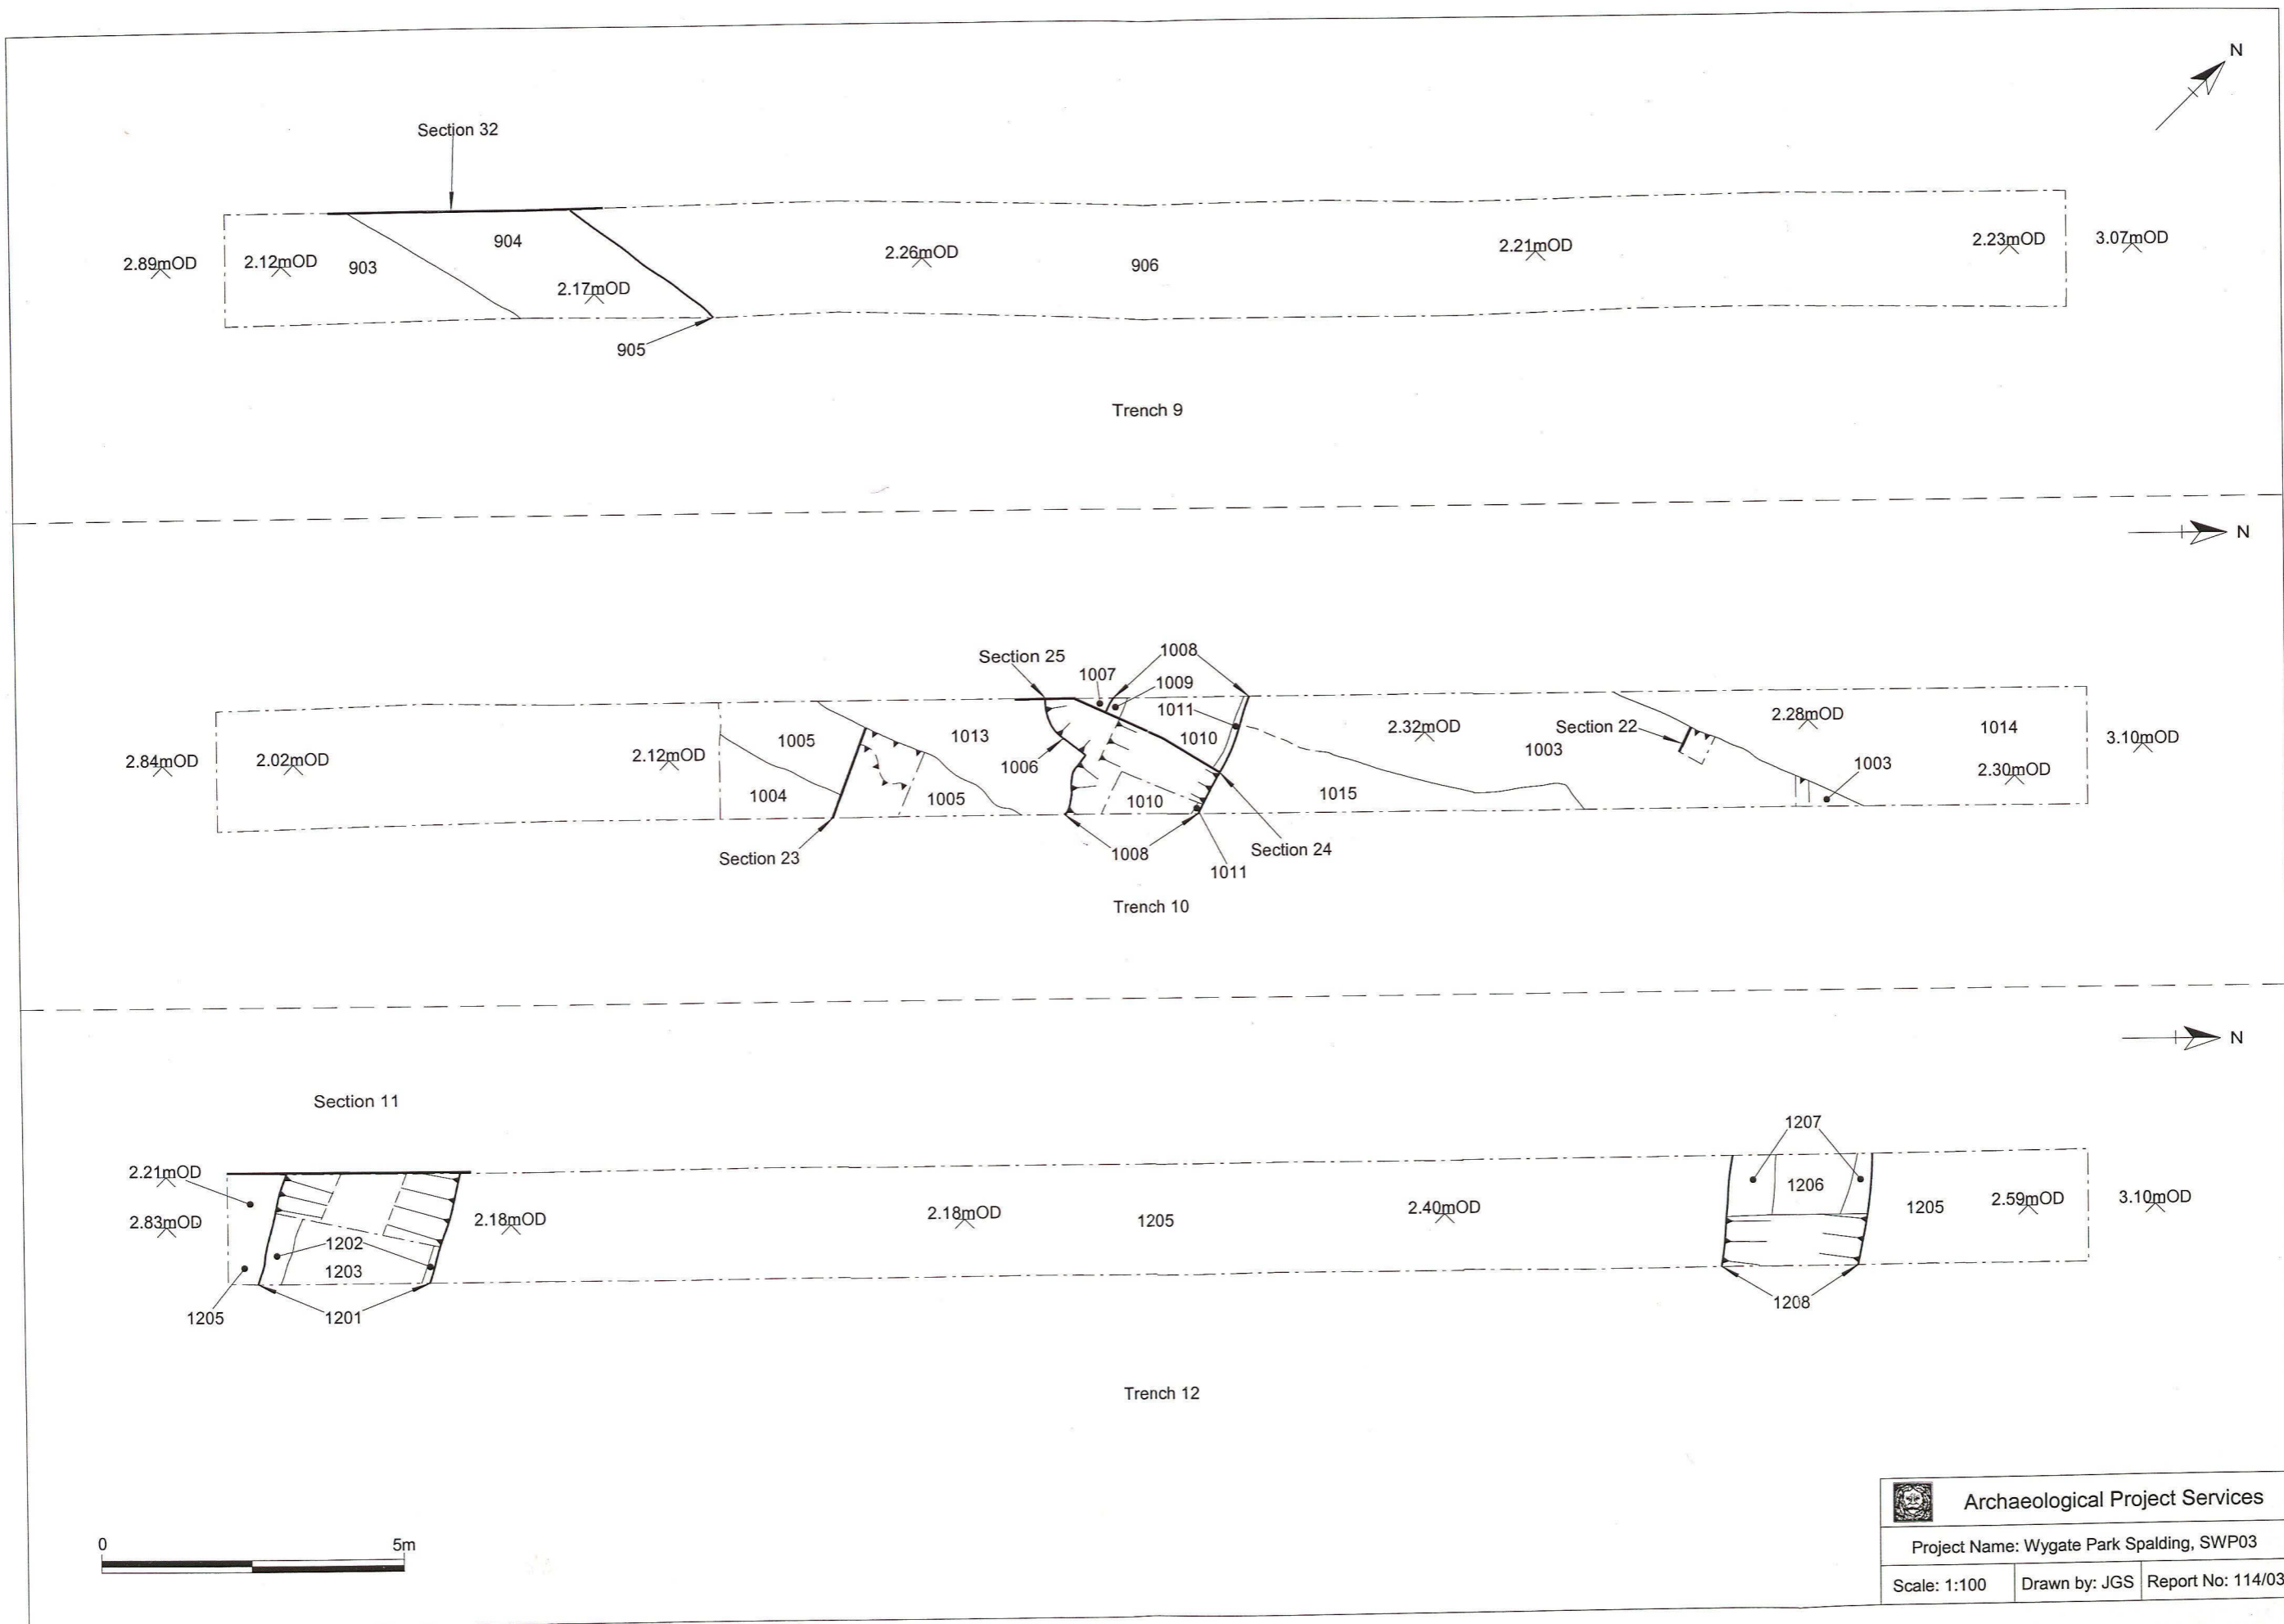 N
Section 32
904
2.89mOD
2.12mOD
903
2.17mOD
2.26mOD
906
2.21mOD
2.23mOD
3.07mOD
905
Trench 9
N
Section 25
1007
1008
1009
1011
1010
2.84mOD
2.02mOD
2.12mOD
1005
1013
1006
1004
1005
1010
2.32mOD
1003
1015
Section 22
2.28mOD
1014
1003
2.30mOD
3.10mOD
Section 23
1008
Section 24
1011
Trench 10
N
Section 11
2.21mOD
2.83mOD
1202
1203
2.18mOD
2.18mOD
1205
2.40mOD
1207
1206
1205
2.59mOD
3.10mOD
1205
1201
1208
Trench 12
0 5m
Archaeological Project Services
Project Name: Wygate Park Spalding, SWP03
Scale: 1:100 Drawn by: JGS Report No: 114/03